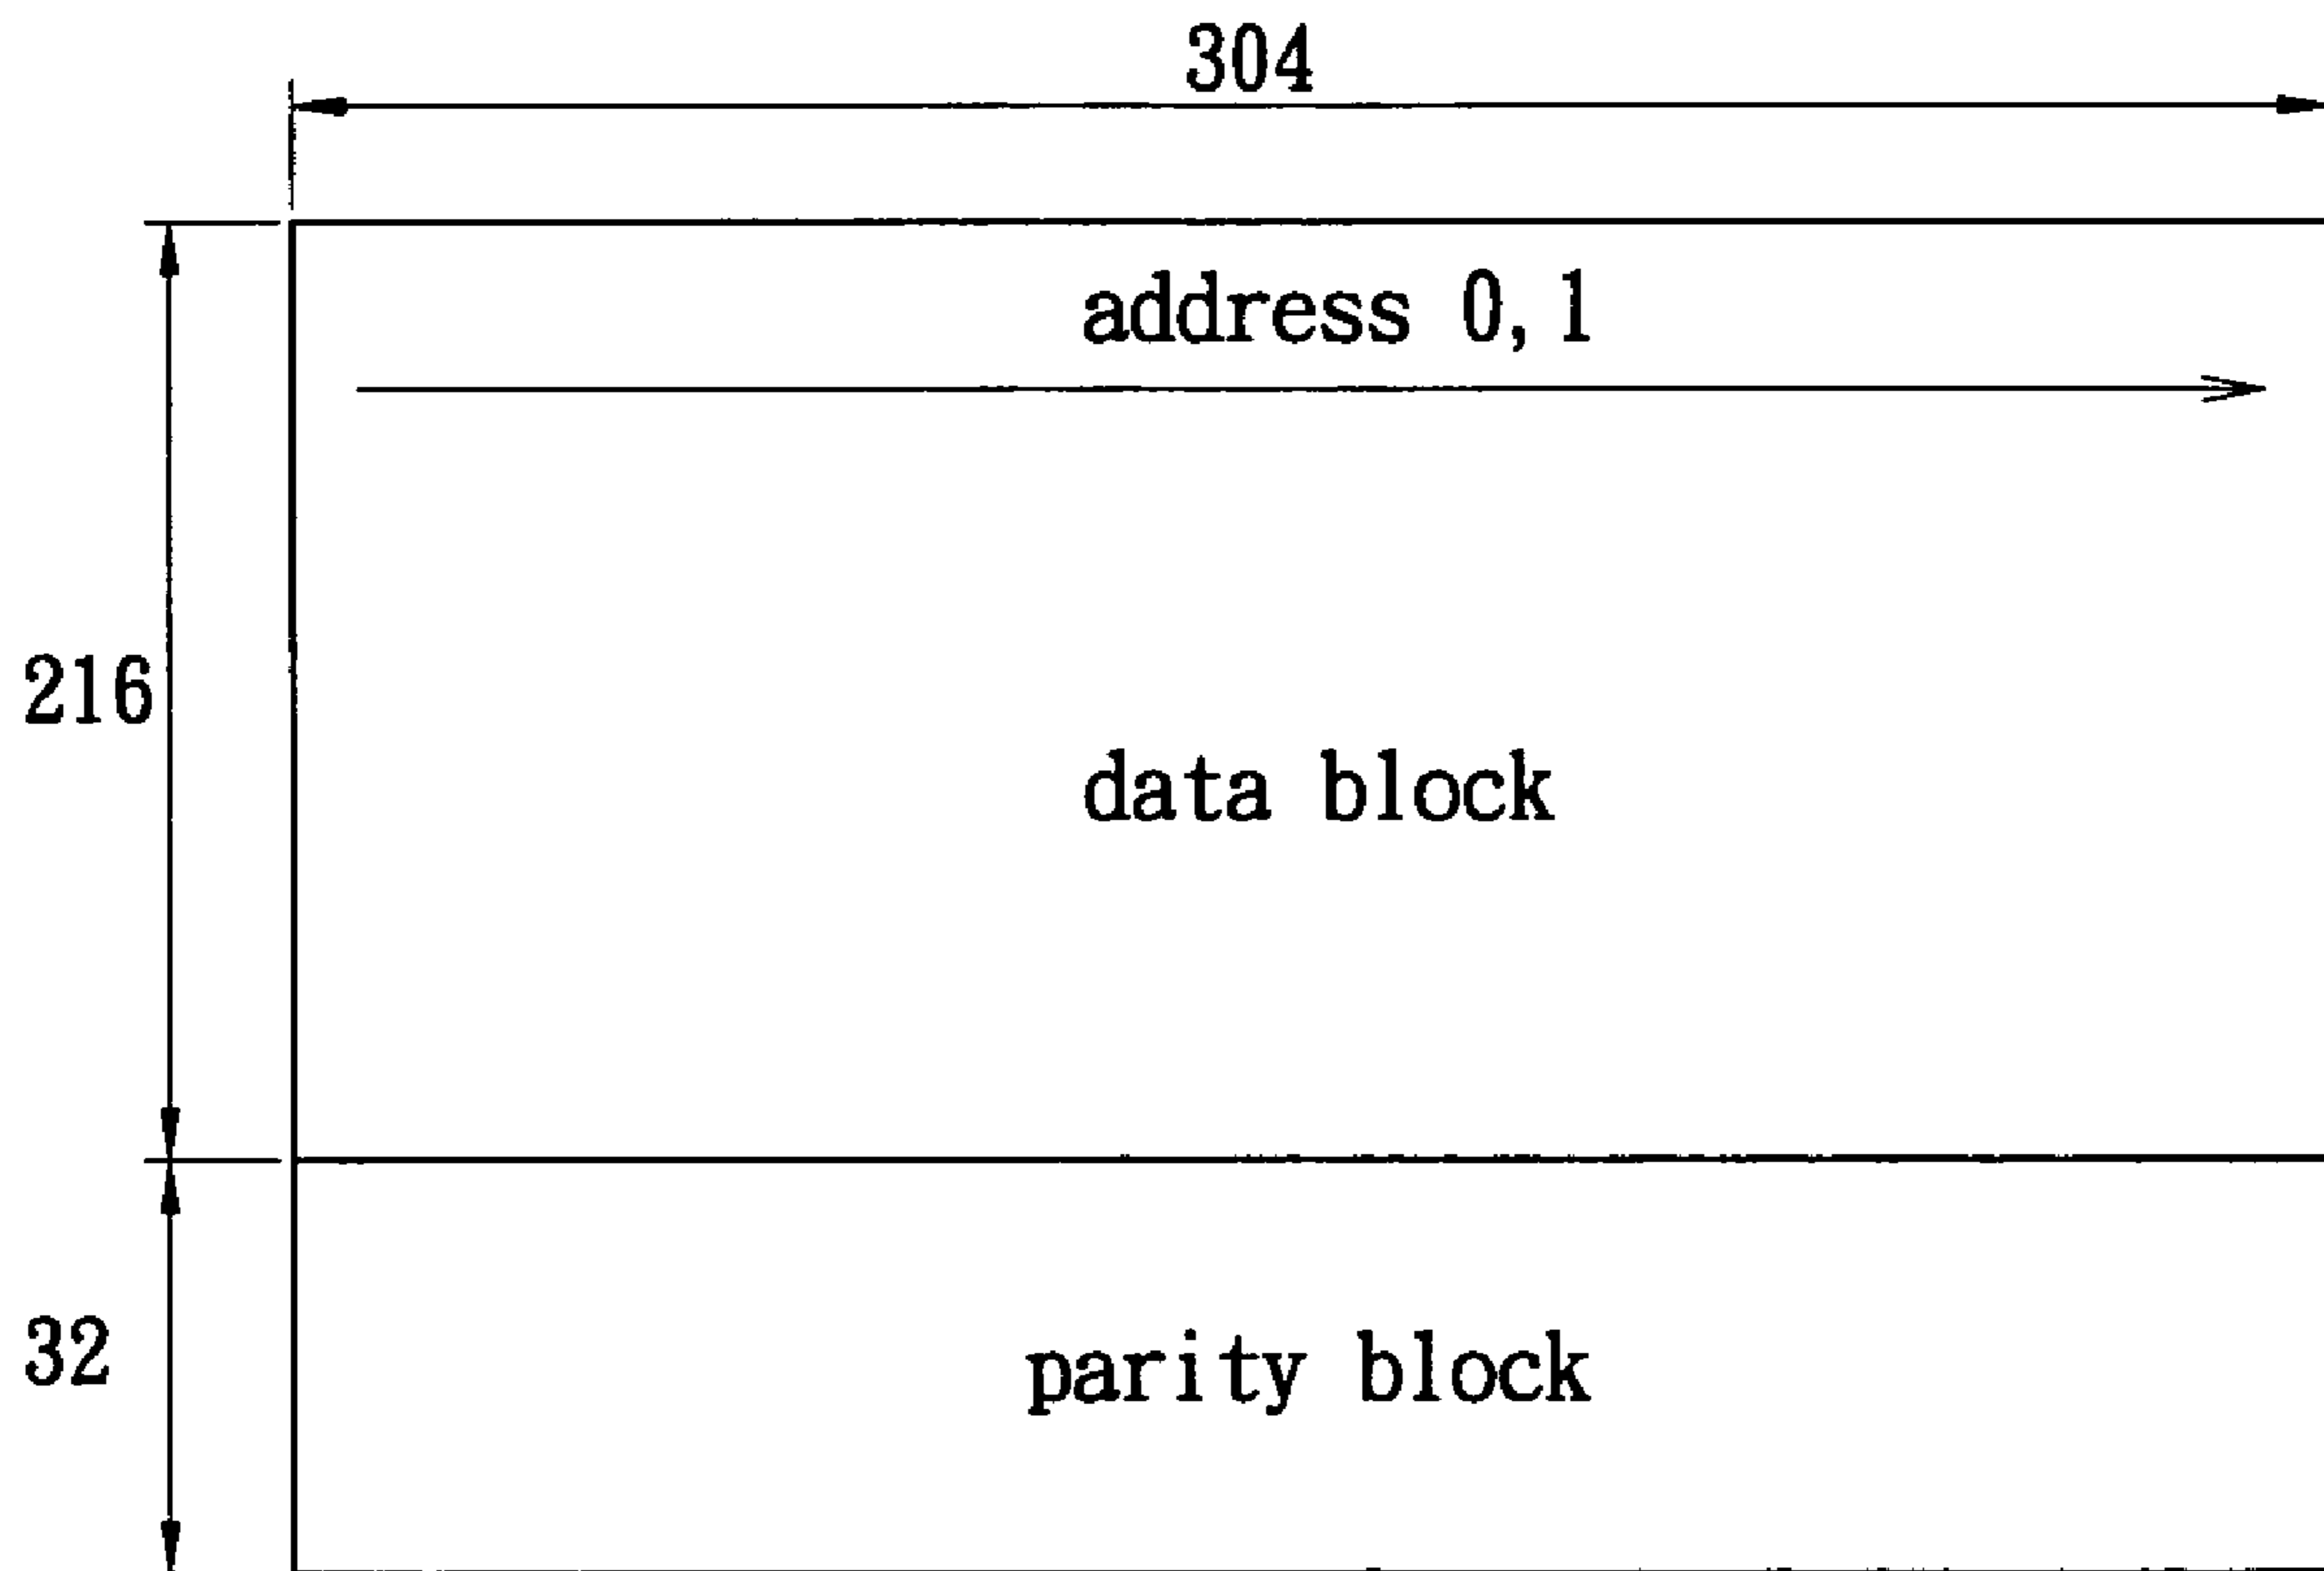 304
address 0, 1
216
data block
32
parity block